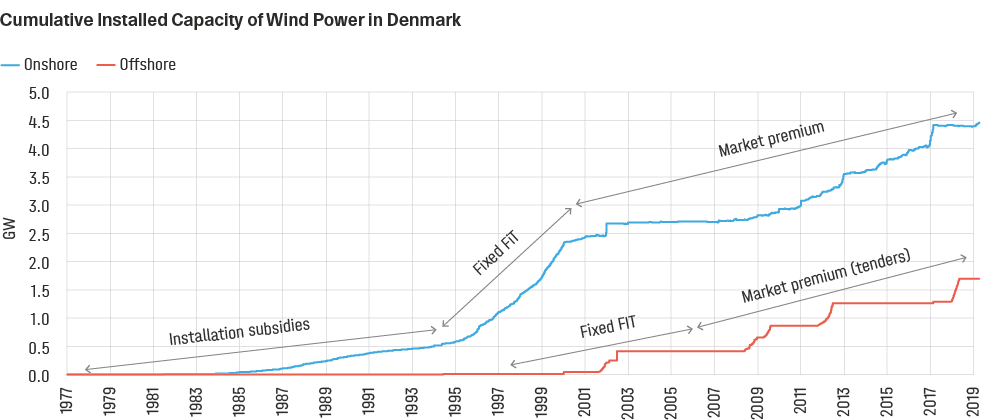 Cumulative Installed Capacity of Wind Power in Denmark
Onshore Offshore
5.0
4.5
4.0
3.5
3.0
2.5
2.0
1.5
1.0
0.5
0.0
GW
Market premium
Fixed FIT
Market premium (tenders)
Installation subsidies
Fixed FIT
1977 1979 1981 1983 1985 1987 1989 1991 1993 1995 1997 1999 2001 2003 2005 2007 2009 2011 2013 2015 2017 2019